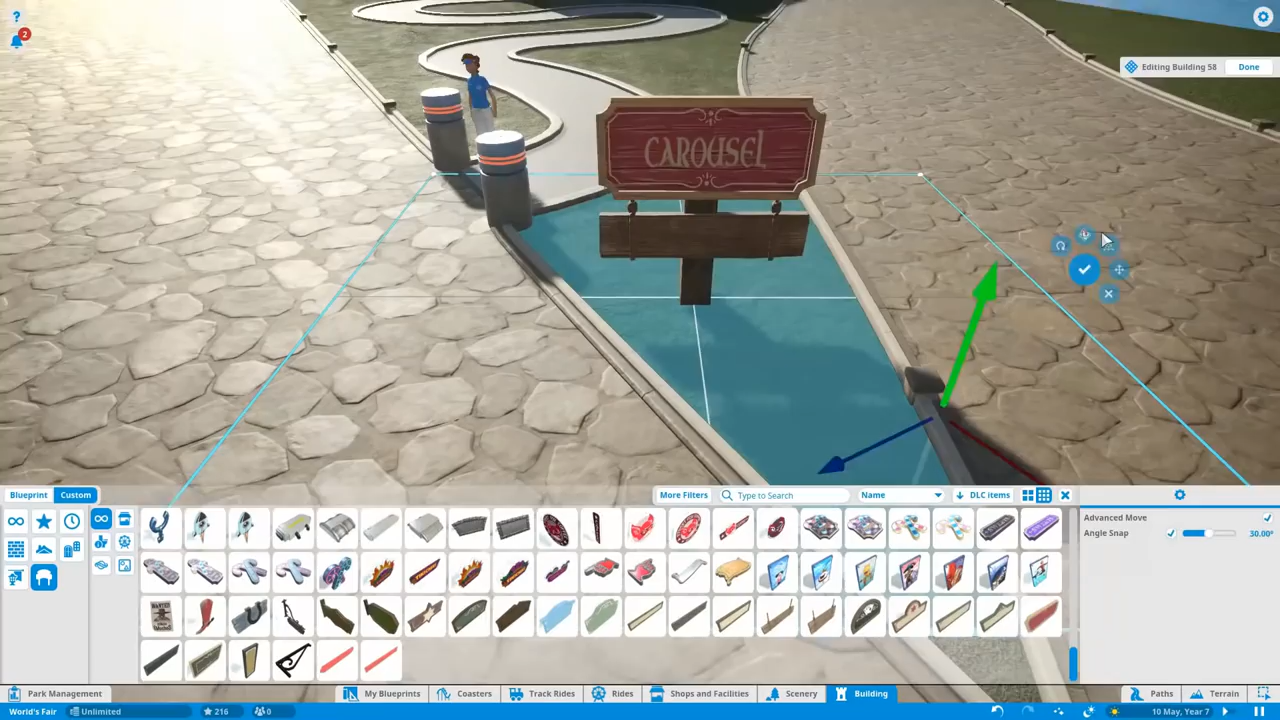 ?
2
Editing Building 58
Done
CAROUSEL
Blueprint
Custom
More Filters
Type to Search
Name
DLC items
Advanced Move
Angle Snap
30.00°
WANTED
Park Management
My Blueprints
Coasters
Track Rides
Rides
Shops and Facilities
Scenery
Building
Paths
Terrain
World's Fair
Unlimited
216
0
10 May, Year 7